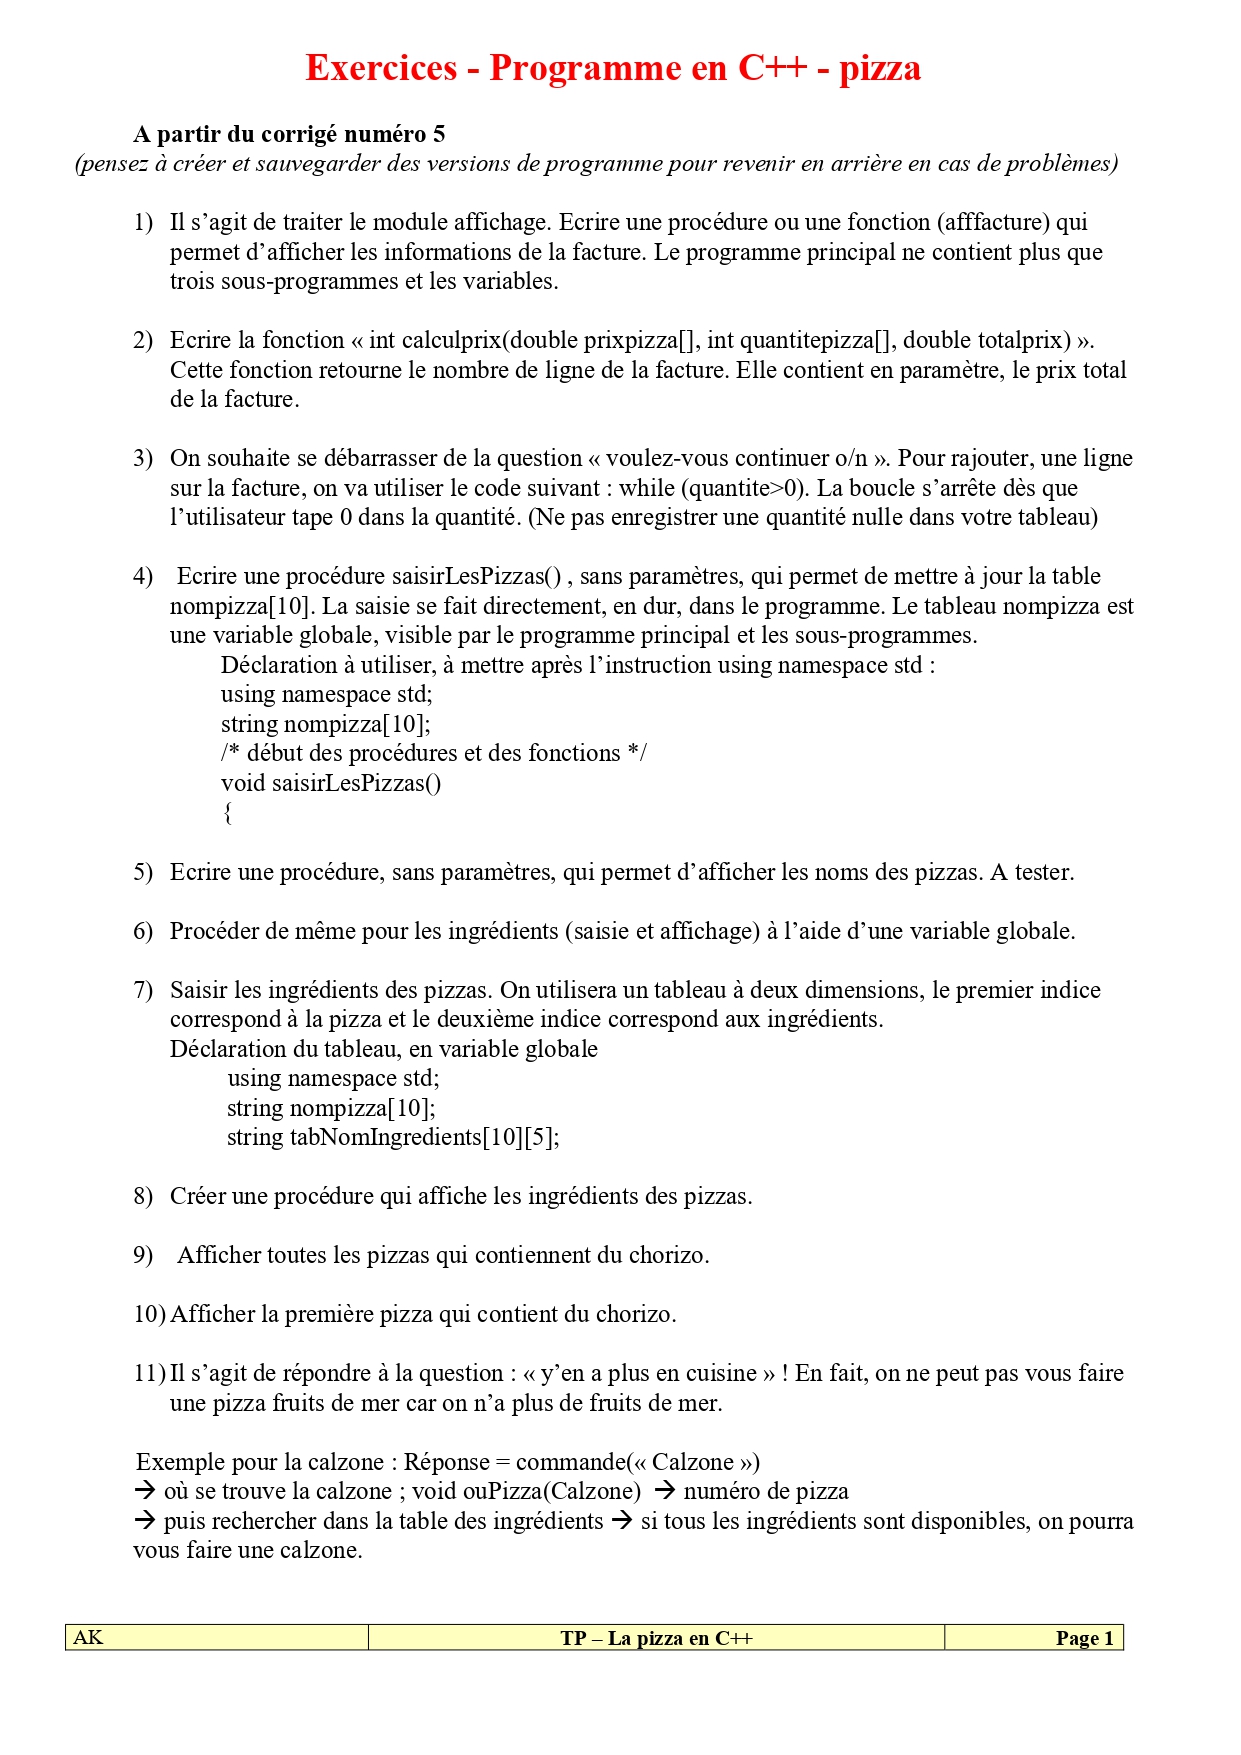 Exercices - Programme en C++ - pizza
A partir du corrigé numéro 5
(pensez à créer et sauvegarder des versions de programme pour revenir en arrière en cas de problèmes)
1) Il s’agit de traiter le module affichage. Ecrire une procédure ou une fonction (afffacture) qui
permet d’afficher les informations de la facture. Le programme principal ne contient plus que
trois sous-programmes et les variables.
2) Ecrire la fonction « int calculprix(double prixpizza[], int quantitepizza[], double totalprix) ».
Cette fonction retourne le nombre de ligne de la facture. Elle contient en paramètre, le prix total
de la facture.
3) On souhaite se débarrasser de la question « voulez-vous continuer o/n ». Pour rajouter, une ligne
sur la facture, on va utiliser le code suivant : while (quantite>0). La boucle s’arrête dès que
l’utilisateur tape 0 dans la quantité. (Ne pas enregistrer une quantité nulle dans votre tableau)
4) Ecrire une procédure saisirLesPizzas() , sans paramètres, qui permet de mettre à jour la table
nompizza[10]. La saisie se fait directement, en dur, dans le programme. Le tableau nompizza est
une variable globale, visible par le programme principal et les sous-programmes.
Déclaration à utiliser, à mettre après l’instruction using namespace std :
using namespace std;
string nompizza[10];
/* début des procédures et des fonctions */
void saisirLesPizzas()
{
5) Ecrire une procédure, sans paramètres, qui permet d’afficher les noms des pizzas. A tester.
6) Procéder de même pour les ingrédients (saisie et affichage) à l’aide d’une variable globale.
7) Saisir les ingrédients des pizzas. On utilisera un tableau à deux dimensions, le premier indice
correspond à la pizza et le deuxième indice correspond aux ingrédients.
Déclaration du tableau, en variable globale
using namespace std;
string nompizza[10];
string tabNomIngredients[10][5];
8) Créer une procédure qui affiche les ingrédients des pizzas.
9) Afficher toutes les pizzas qui contiennent du chorizo.
10) Afficher la première pizza qui contient du chorizo.
11) Il s’agit de répondre à la question : « y’en a plus en cuisine » ! En fait, on ne peut pas vous faire
une pizza fruits de mer car on n’a plus de fruits de mer.
Exemple pour la calzone : Réponse = commande(« Calzone »)
→ où se trouve la calzone ; void ouPizza(Calzone) → numéro de pizza
→ puis rechercher dans la table des ingrédients → si tous les ingrédients sont disponibles, on pourra
vous faire une calzone.
AK TP – La pizza en C++ Page 1